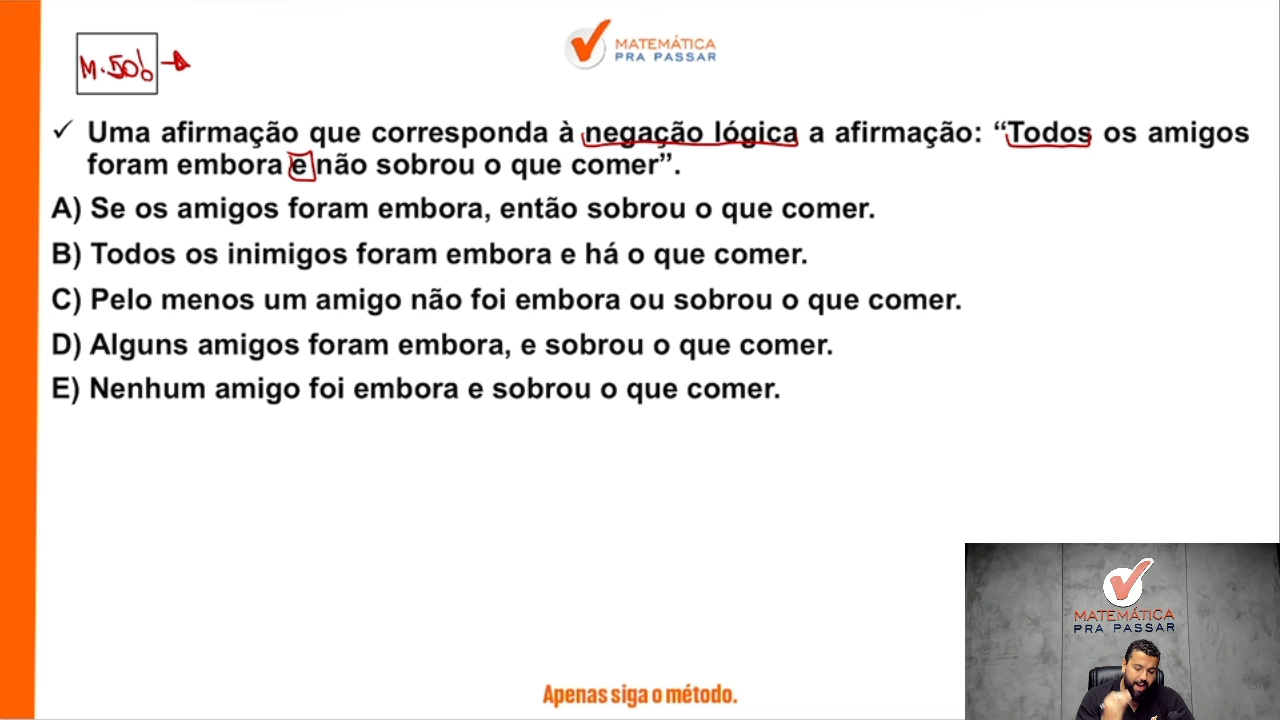 M.50%
MATEMÁTICA
PRA PASSAR
✓ Uma afirmação que corresponda à negação lógica a afirmação: “Todos os amigos
foram embora e não sobrou o que comer”.
A) Se os amigos foram embora, então sobrou o que comer.
B) Todos os inimigos foram embora e há o que comer.
C) Pelo menos um amigo não foi embora ou sobrou o que comer.
D) Alguns amigos foram embora, e sobrou o que comer.
E) Nenhum amigo foi embora e sobrou o que comer.
MATEMÁTICA
PRA PASSAR
Apenas siga o método.